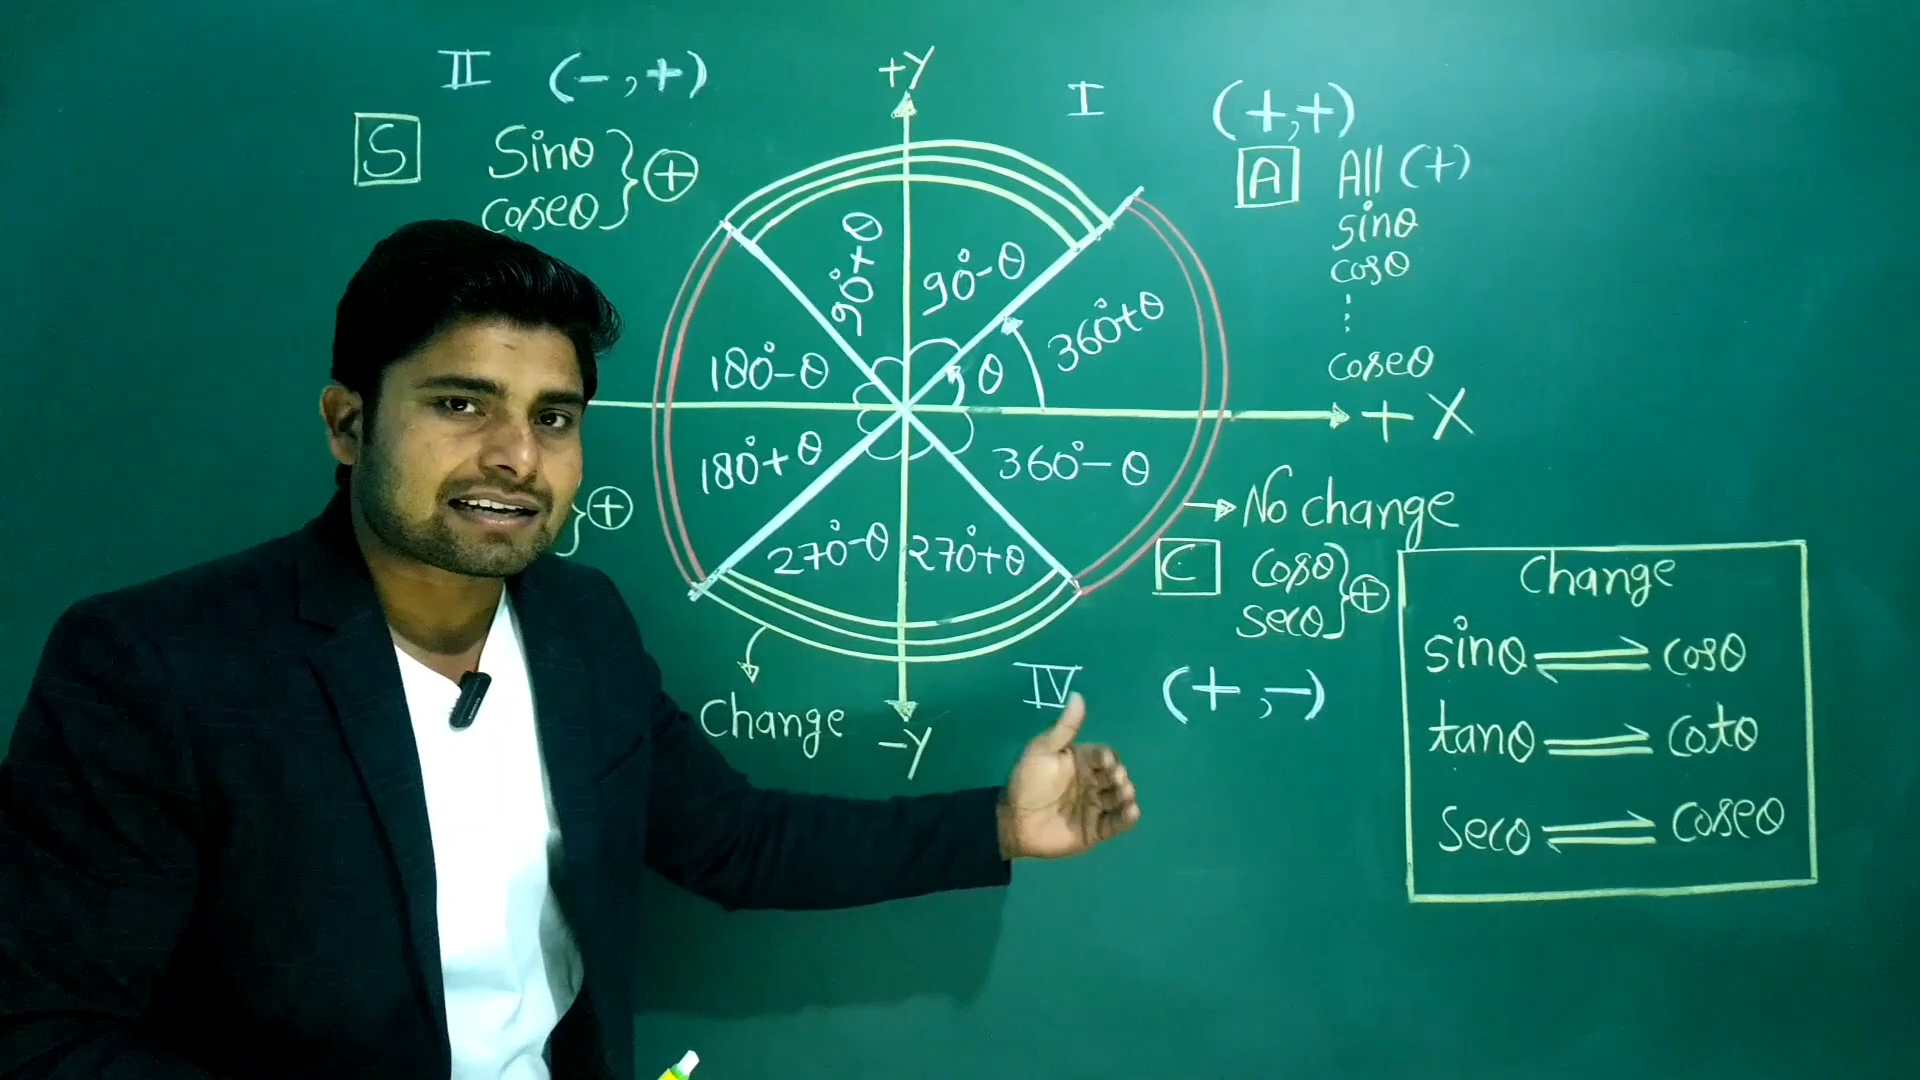 II (-,+)
S
Sinθ } ⊕
Cosecθ
+Y
I
(+,+)
A All (+)
sinθ
cosθ
⋮
cosecθ
90°+θ
90°-θ
180°-θ
θ
360°+θ
+ X
180°+θ
360°-θ
} ⊕
270°-θ
270°+θ
No change
C
Cosθ } ⊕
Secθ
IV (+,-)
Change
-Y
Change
sinθ ⇌ cosθ
tanθ ⇌ cotθ
Secθ ⇌ Cosecθ